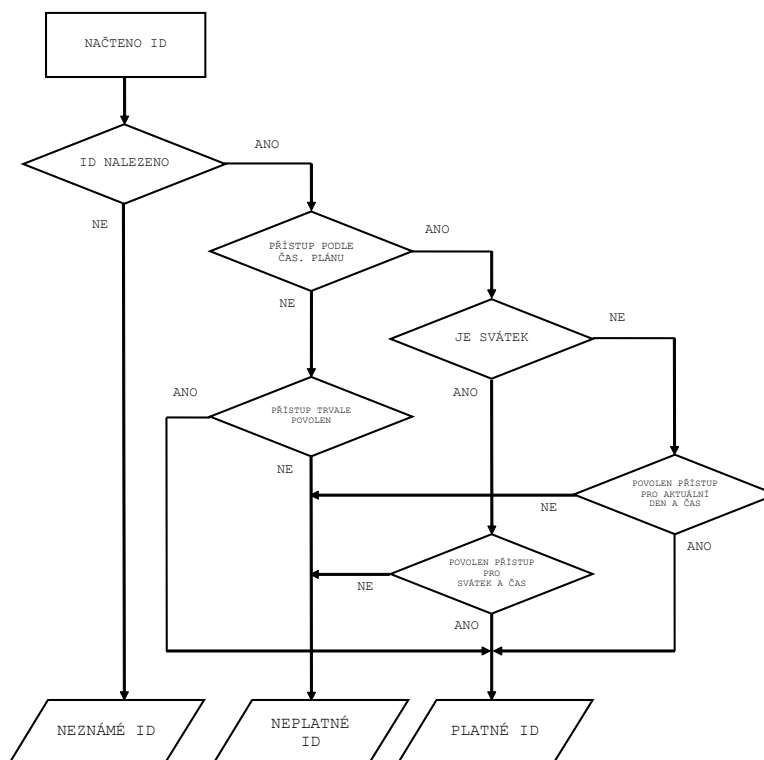 NAČTENO ID
ID NALEZENO
ANO
NE
PŘÍSTUP PODLE
ČAS. PLÁNU
ANO
NE
JE SVÁTEK
NE
ANO
ANO
PŘÍSTUP TRVALE
POVOLEN
NE
POVOLEN PŘÍSTUP
PRO AKTUÁLNÍ
DEN A ČAS
NE
ANO
POVOLEN PŘÍSTUP
PRO
SVÁTEK A ČAS
NE
ANO
NEZNÁMÉ ID
NEPLATNÉ
ID
PLATNÉ ID